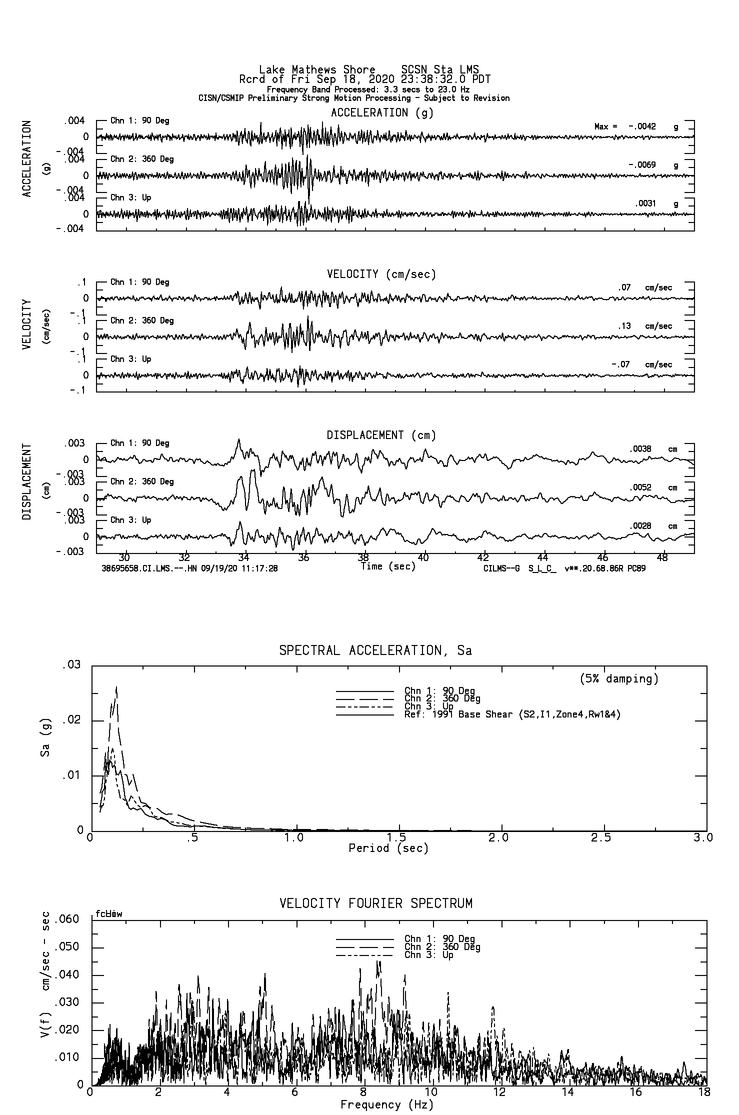 Lake Mathews Shore    SCSN Sta LMS
Rcrd of Fri Sep 18, 2020 23:38:32.0 PDT
Frequency Band Processed: 3.3 secs to 23.0 Hz
CISN/CSMIP Preliminary Strong Motion Processing - Subject to Revision
ACCELERATION (g)
ACCELERATION
(g)
.004
0
-.004
Chn 1: 90 Deg
Max = -.0042 g
.004
0
-.004
Chn 2: 360 Deg
-.0069 g
.004
0
-.004
Chn 3: Up
.0031 g
VELOCITY (cm/sec)
VELOCITY
(cm/sec)
.1
0
-.1
Chn 1: 90 Deg
.07 cm/sec
.1
0
-.1
Chn 2: 360 Deg
.13 cm/sec
.1
0
-.1
Chn 3: Up
-.07 cm/sec
DISPLACEMENT (cm)
DISPLACEMENT
(cm)
.003
0
-.003
Chn 1: 90 Deg
.0038 cm
.003
0
-.003
Chn 2: 360 Deg
.0052 cm
.003
0
-.003
Chn 3: Up
.0028 cm
30 32 34 36 38 40 42 44 46 48
Time (sec)
38695658.CI.LMS.--.HN 09/19/20 11:17:28
CILMS--G S_L_C_ v**.20.68.86R PC89
SPECTRAL ACCELERATION, Sa
(5% damping)
Chn 1: 90 Deg
Chn 2: 360 Deg
Chn 3: Up
Ref: 1991 Base Shear (S2,I1,Zone4,Rw1&4)
Sa (g)
.03
.02
.01
0
0 .5 1.0 1.5 2.0 2.5 3.0
Period (sec)
VELOCITY FOURIER SPECTRUM
Chn 1: 90 Deg
Chn 2: 360 Deg
Chn 3: Up
V(f) cm/sec - sec
.060
.050
.040
.030
.020
.010
0
0 2 4 6 8 10 12 14 16 18
Frequency (Hz)